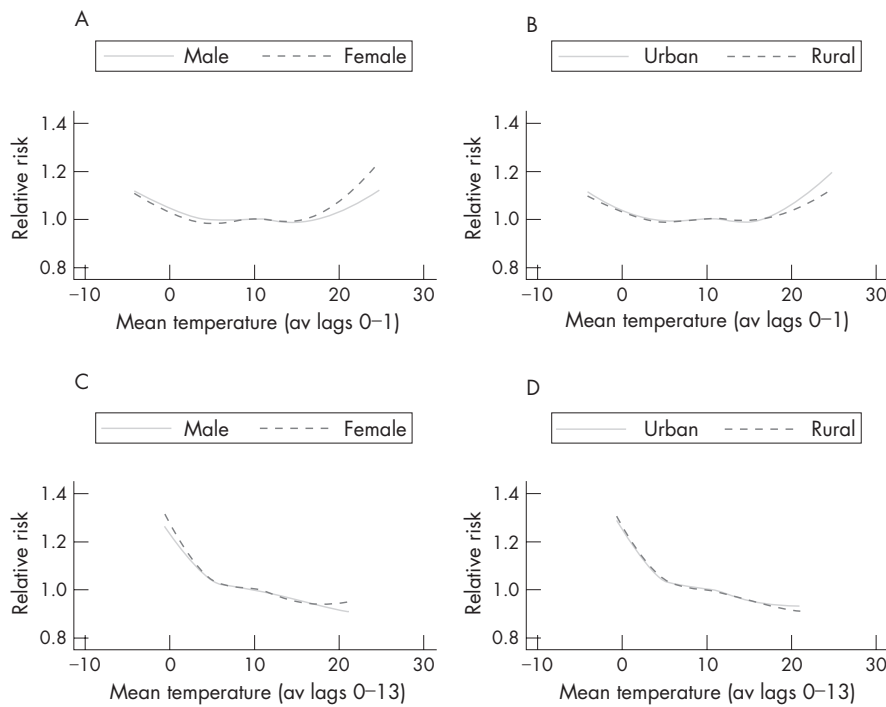 A
Male Female
1.4
1.2
1.0
0.8
Relative risk
−10 0 10 20 30
Mean temperature (av lags 0–1)
B
Urban Rural
1.4
1.2
1.0
0.8
Relative risk
−10 0 10 20 30
Mean temperature (av lags 0–1)
C
Male Female
1.4
1.2
1.0
0.8
Relative risk
−10 0 10 20 30
Mean temperature (av lags 0–13)
D
Urban Rural
1.4
1.2
1.0
0.8
Relative risk
−10 0 10 20 30
Mean temperature (av lags 0–13)